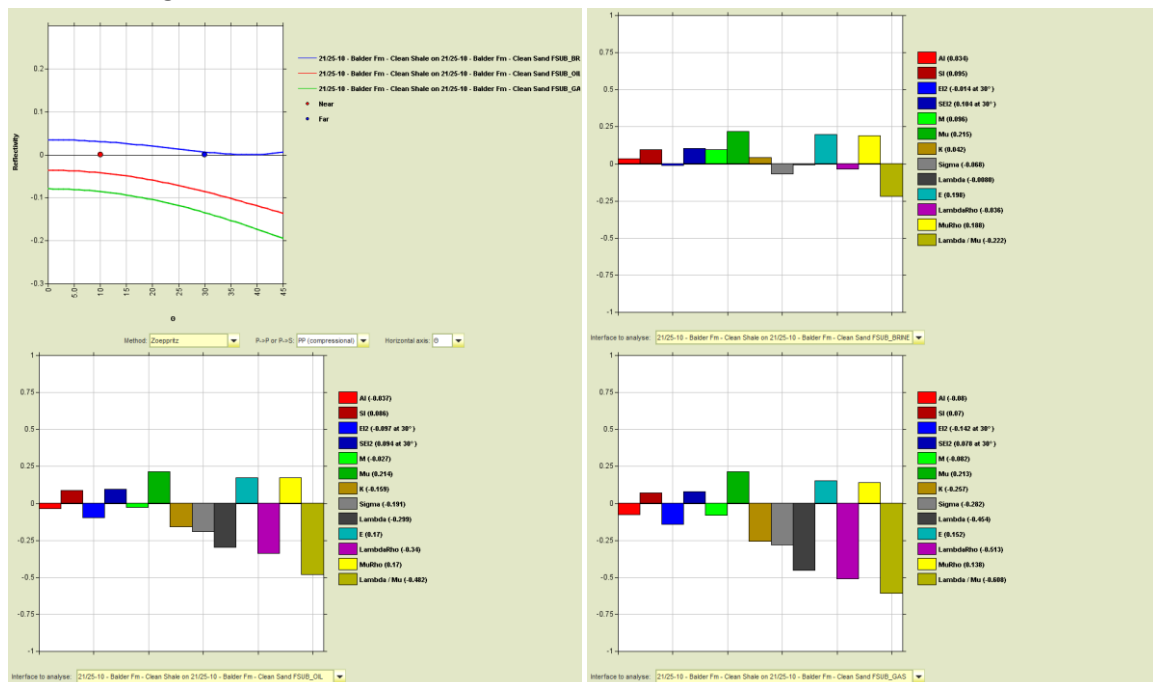 0.2
0.1
0
-0.1
-0.2
-0.3
Reflectivity
0
5.0
10
15
20
25
30
35
40
45
Θ
21/25-10 - Balder Fm - Clean Shale on 21/25-10 - Balder Fm - Clean Sand FSUB_BR
21/25-10 - Balder Fm - Clean Shale on 21/25-10 - Balder Fm - Clean Sand FSUB_OIL
21/25-10 - Balder Fm - Clean Shale on 21/25-10 - Balder Fm - Clean Sand FSUB_GA
Near
Far
Method: Zoeppritz
P->P or P->S: PP (compressional)
Horizontal axis: Θ
1
0.75
0.5
0.25
0
-0.25
-0.5
-0.75
-1
AI (0.034)
SI (0.095)
EI2 (-0.014 at 30°)
SEI2 (0.104 at 30°)
M (0.096)
Mu (0.215)
K (0.042)
Sigma (-0.068)
Lambda (-0.0088)
E (0.198)
LambdaRho (-0.036)
MuRho (0.188)
Lambda / Mu (-0.222)
Interface to analyse: 21/25-10 - Balder Fm - Clean Shale on 21/25-10 - Balder Fm - Clean Sand FSUB_BRINE
1
0.75
0.5
0.25
0
-0.25
-0.5
-0.75
-1
AI (-0.037)
SI (0.086)
EI2 (-0.097 at 30°)
SEI2 (0.094 at 30°)
M (-0.027)
Mu (0.214)
K (-0.159)
Sigma (-0.191)
Lambda (-0.299)
E (0.17)
LambdaRho (-0.34)
MuRho (0.17)
Lambda / Mu (-0.482)
Interface to analyse: 21/25-10 - Balder Fm - Clean Shale on 21/25-10 - Balder Fm - Clean Sand FSUB_OIL
1
0.75
0.5
0.25
0
-0.25
-0.5
-0.75
-1
AI (-0.08)
SI (0.07)
EI2 (-0.142 at 30°)
SEI2 (0.078 at 30°)
M (-0.082)
Mu (0.213)
K (-0.257)
Sigma (-0.282)
Lambda (-0.454)
E (0.152)
LambdaRho (-0.513)
MuRho (0.138)
Lambda / Mu (-0.608)
Interface to analyse: 21/25-10 - Balder Fm - Clean Shale on 21/25-10 - Balder Fm - Clean Sand FSUB_GAS